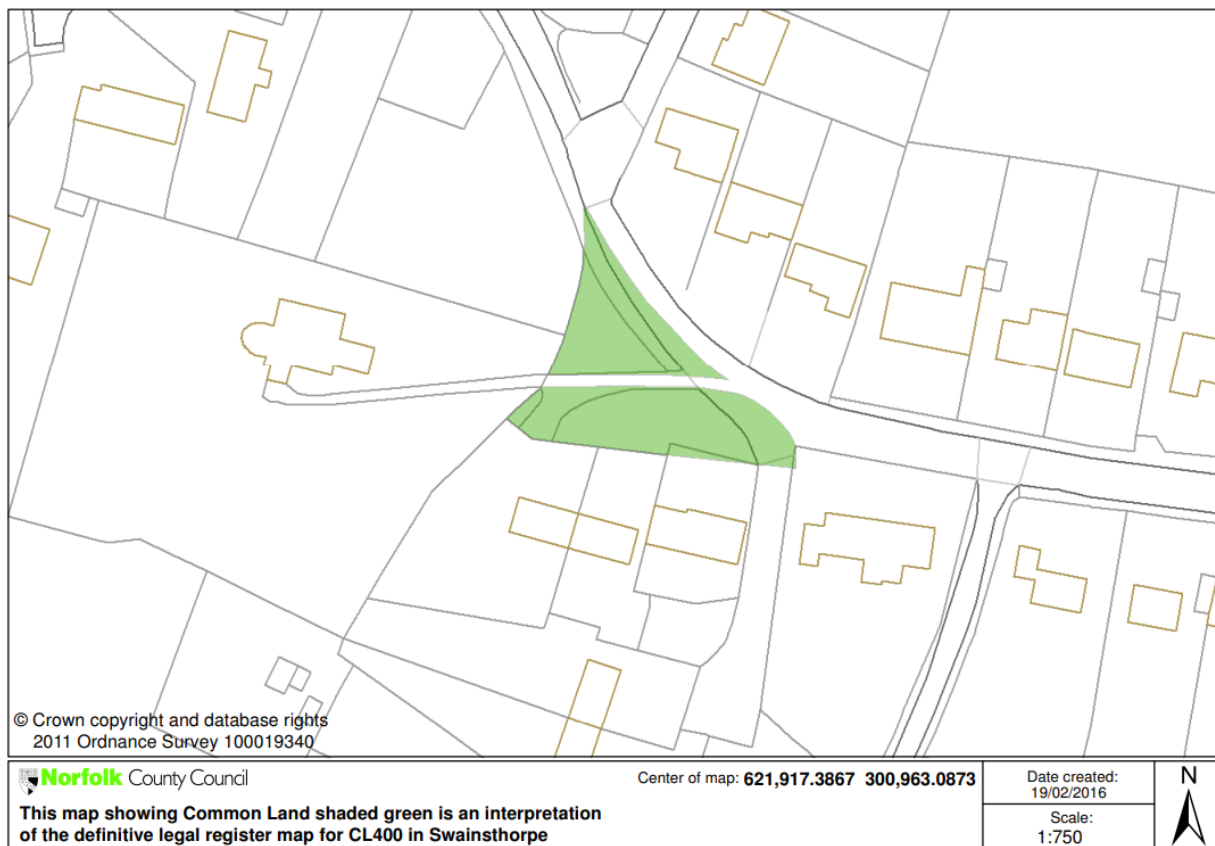 © Crown copyright and database rights
2011 Ordnance Survey 100019340
Norfolk County Council
Center of map: 621,917.3867 300,963.0873
This map showing Common Land shaded green is an interpretation
of the definitive legal register map for CL400 in Swainsthorpe
Date created:
19/02/2016
Scale:
1:750
N